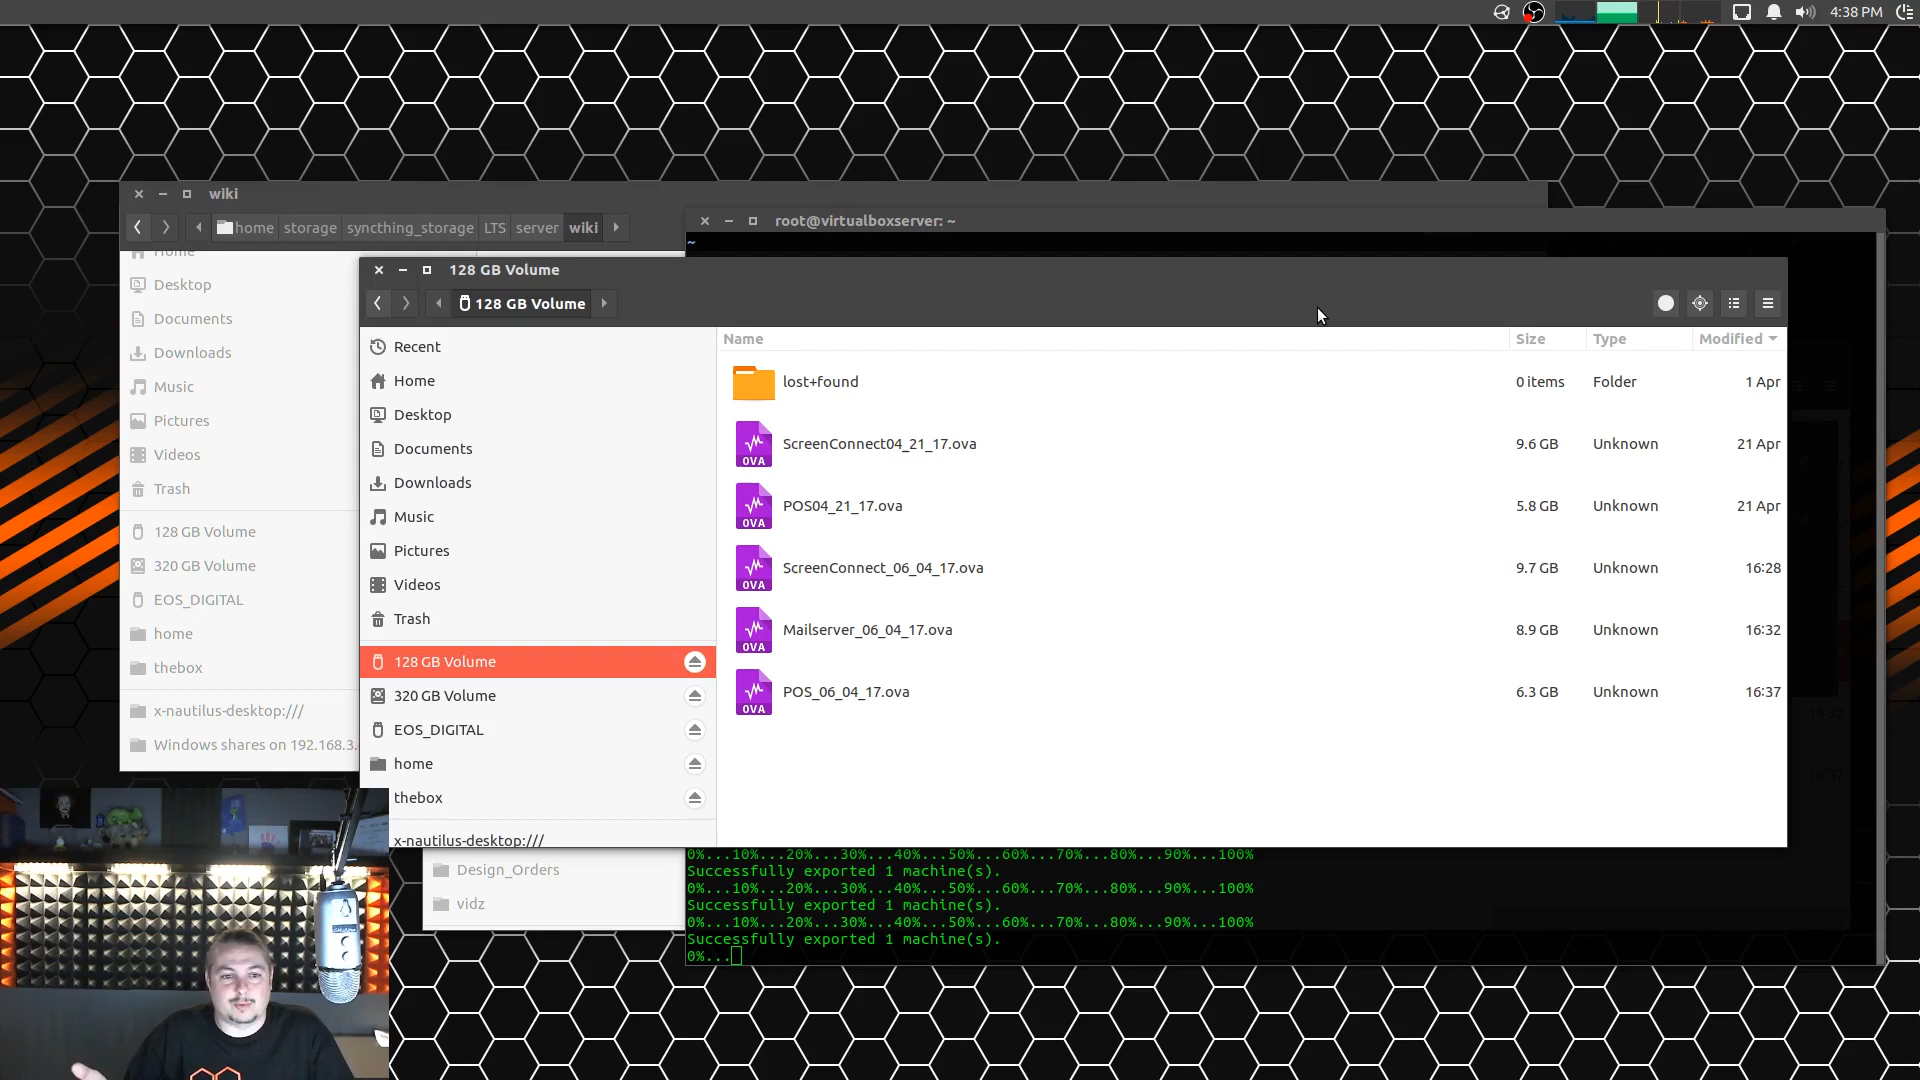 4:38 PM
wiki
home
storage
syncthing_storage
LTS
server
wiki
root@virtualboxserver: ~
~
Home
Desktop
Documents
Downloads
Music
Pictures
Videos
Trash
128 GB Volume
320 GB Volume
EOS_DIGITAL
home
thebox
x-nautilus-desktop:///
Windows shares on 192.168.3.
128 GB Volume
128 GB Volume
Recent
Home
Desktop
Documents
Downloads
Music
Pictures
Videos
Trash
128 GB Volume
320 GB Volume
EOS_DIGITAL
home
thebox
x-nautilus-desktop:///
Name Size Type Modified
lost+found 0 items Folder 1 Apr
OVA ScreenConnect04_21_17.ova 9.6 GB Unknown 21 Apr
OVA POS04_21_17.ova 5.8 GB Unknown 21 Apr
OVA ScreenConnect_06_04_17.ova 9.7 GB Unknown 16:28
OVA Mailserver_06_04_17.ova 8.9 GB Unknown 16:32
OVA POS_06_04_17.ova 6.3 GB Unknown 16:37
Design_Orders
vidz
0%...10%...20%...30%...40%...50%...60%...70%...80%...90%...100%
Successfully exported 1 machine(s).
0%...10%...20%...30%...40%...50%...60%...70%...80%...90%...100%
Successfully exported 1 machine(s).
0%...10%...20%...30%...40%...50%...60%...70%...80%...90%...100%
Successfully exported 1 machine(s).
0%...